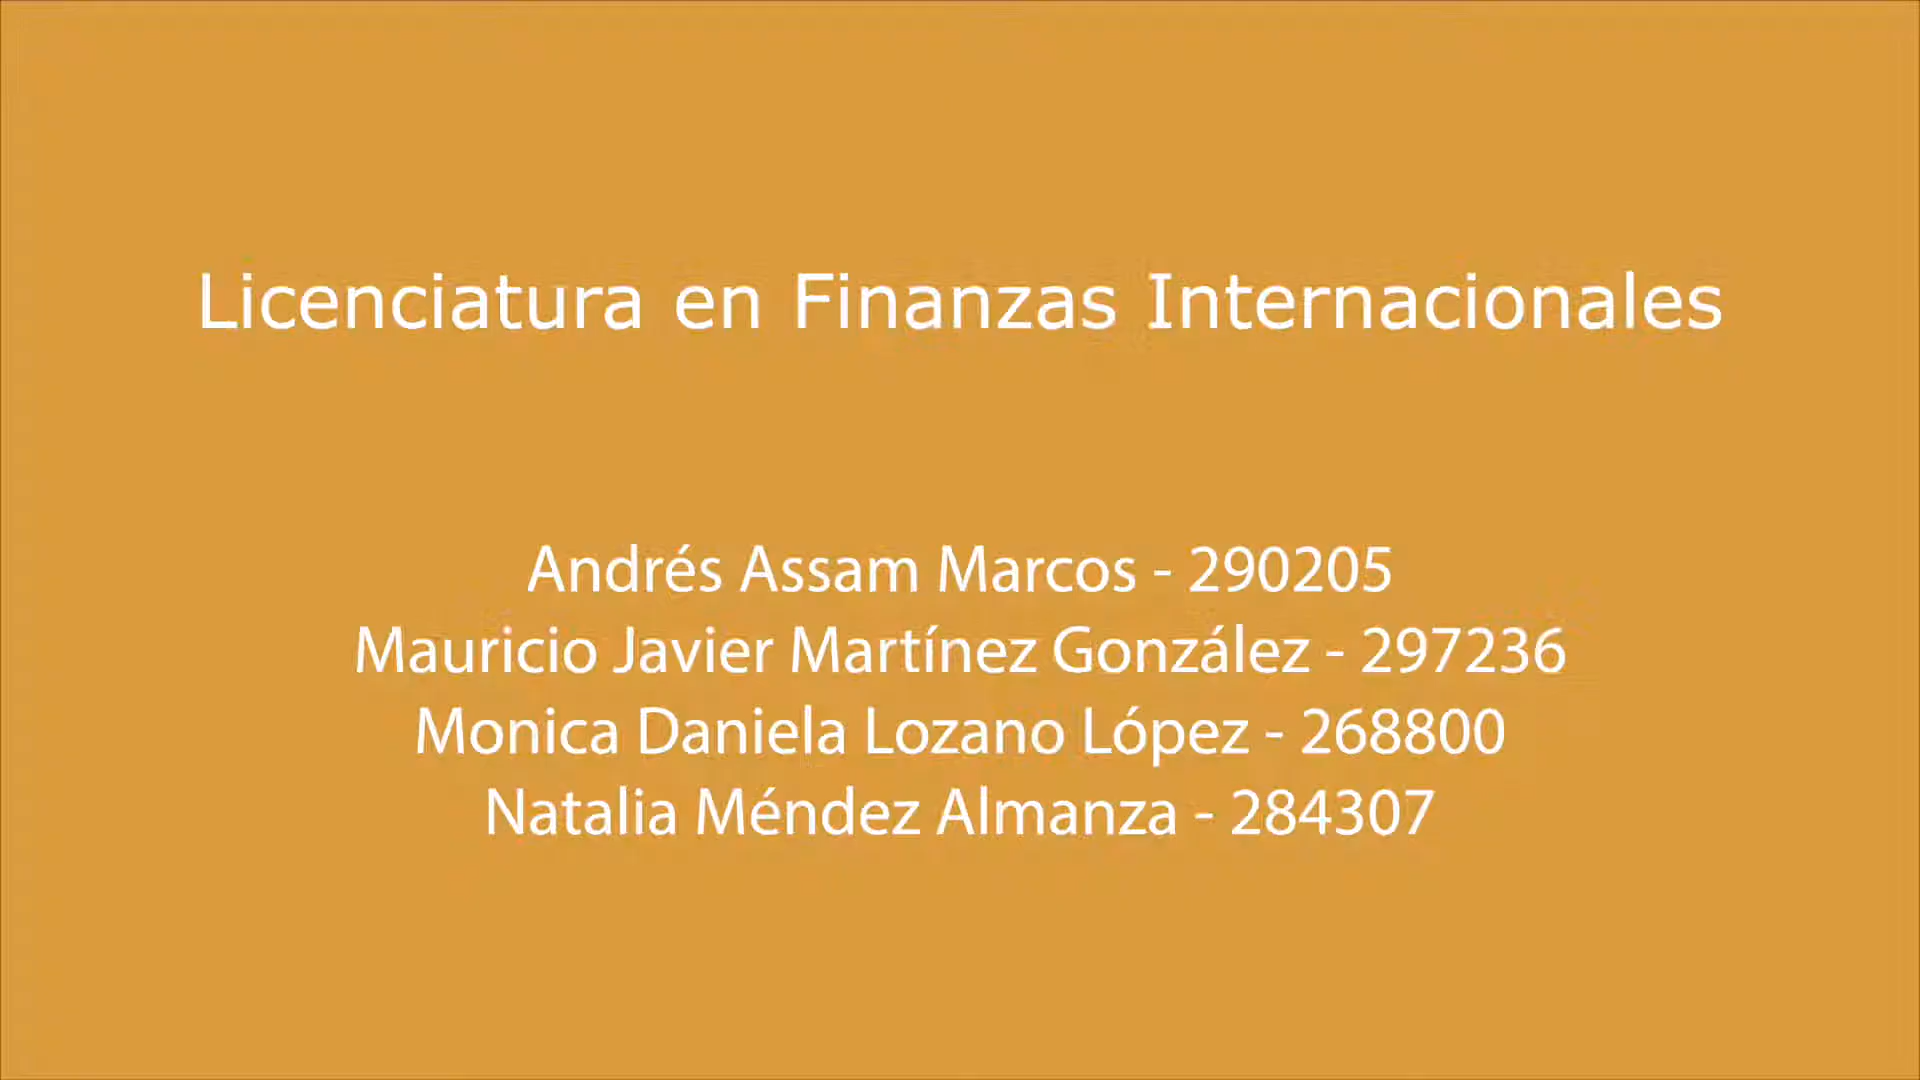 Licenciatura en Finanzas Internacionales
Andrés Assam Marcos - 290205
Mauricio Javier Martínez González - 297236
Monica Daniela Lozano López - 268800
Natalia Méndez Almanza - 284307